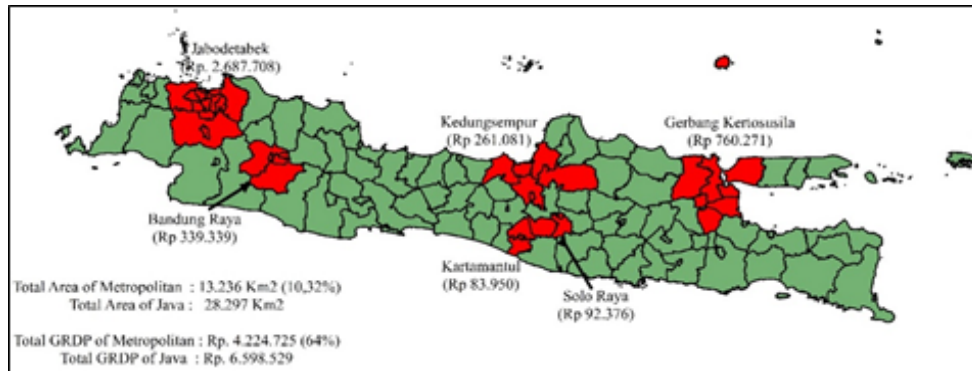 Jabodetabek
(Rp. 2.687.708)
Kedungsempur
(Rp 261.081)
Gerbang Kertosusila
(Rp 760.271)
Bandung Raya
(Rp 339.339)
Kartamantul
(Rp 83.950)
Solo Raya
(Rp 92.376)
Total Area of Metropolitan : 13.236 Km2 (10,32%)
Total Area of Java : 28.297 Km2
Total GRDP of Metropolitan : Rp. 4.224.725 (64%)
Total GRDP of Java : Rp. 6.598.529